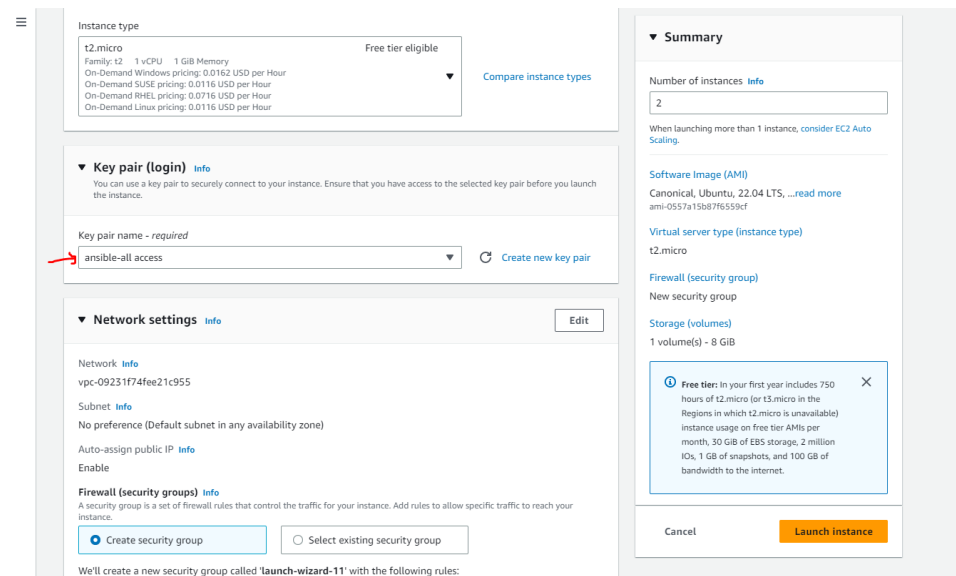 Instance type
t2.micro Free tier eligible
Family: t2 1 vCPU 1 GiB Memory
On-Demand Windows pricing: 0.0162 USD per Hour
On-Demand SUSE pricing: 0.0116 USD per Hour
On-Demand RHEL pricing: 0.0716 USD per Hour
On-Demand Linux pricing: 0.0116 USD per Hour
Compare instance types
Key pair (login) Info
You can use a key pair to securely connect to your instance. Ensure that you have access to the selected key pair before you launch
the instance.
Key pair name - required
ansible-all access
Create new key pair
Network settings Info
Edit
Network Info
vpc-09231f74fee21c955
Subnet Info
No preference (Default subnet in any availability zone)
Auto-assign public IP Info
Enable
Firewall (security groups) Info
A security group is a set of firewall rules that control the traffic for your instance. Add rules to allow specific traffic to reach your
instance.
Create security group
Select existing security group
We'll create a new security group called 'launch-wizard-11' with the following rules:
Summary
Number of instances Info
2
When launching more than 1 instance, consider EC2 Auto
Scaling.
Software Image (AMI)
Canonical, Ubuntu, 22.04 LTS, ...read more
ami-0557a15b87f6559cf
Virtual server type (instance type)
t2.micro
Firewall (security group)
New security group
Storage (volumes)
1 volume(s) - 8 GiB
Free tier: In your first year includes 750
hours of t2.micro (or t3.micro in the
Regions in which t2.micro is unavailable)
instance usage on free tier AMIs per
month, 30 GiB of EBS storage, 2 million
IOs, 1 GB of snapshots, and 100 GB of
bandwidth to the internet.
Cancel
Launch instance